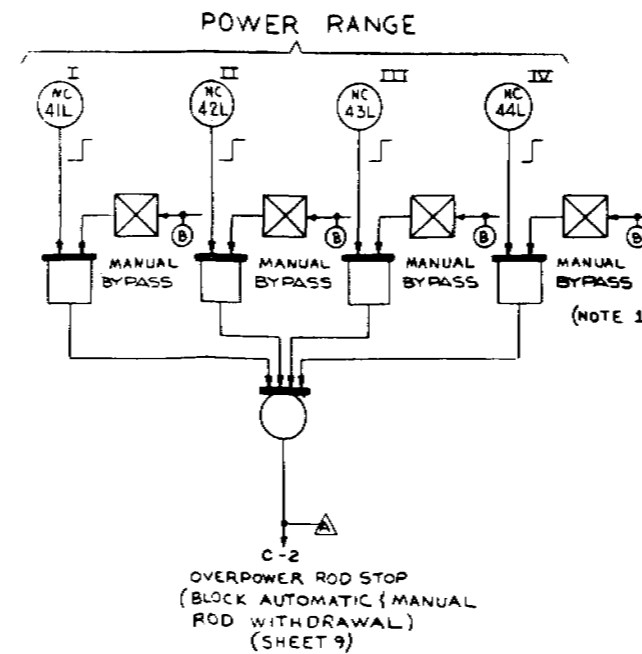 POWER RANGE
I II III IV
NC 41L
NC 42L
NC 43L
NC 44L
B B B B
MANUAL BYPASS
MANUAL BYPASS
MANUAL BYPASS
MANUAL BYPASS
(NOTE 1
A
C-2
OVERPOWER ROD STOP
(BLOCK AUTOMATIC & MANUAL
ROD WITHDRAWAL)
(SHEET 9)